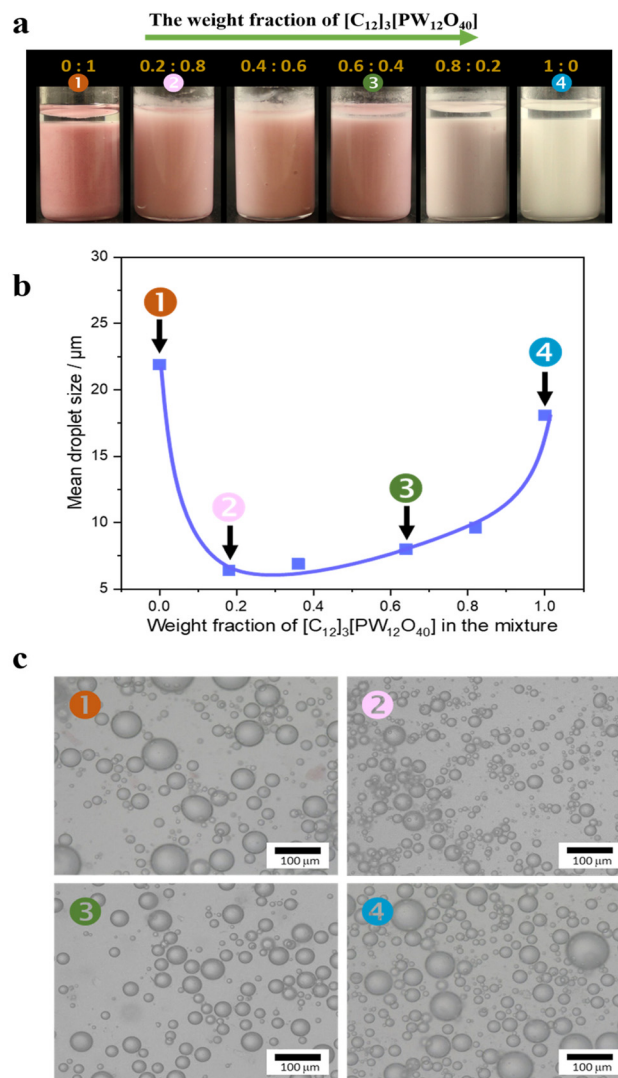 a
The weight fraction of [C₁₂]₃[PW₁₂O₄₀]
0 : 1 0.2 : 0.8 0.4 : 0.6 0.6 : 0.4 0.8 : 0.2 1 : 0
1 2 3 4
b
30
25
20
15
10
5
Mean droplet size / μm
1
4
3
2
0.0 0.2 0.4 0.6 0.8 1.0
Weight fraction of [C₁₂]₃[PW₁₂O₄₀] in the mixture
c
1 2
100 μm 100 μm
3 4
100 μm 100 μm